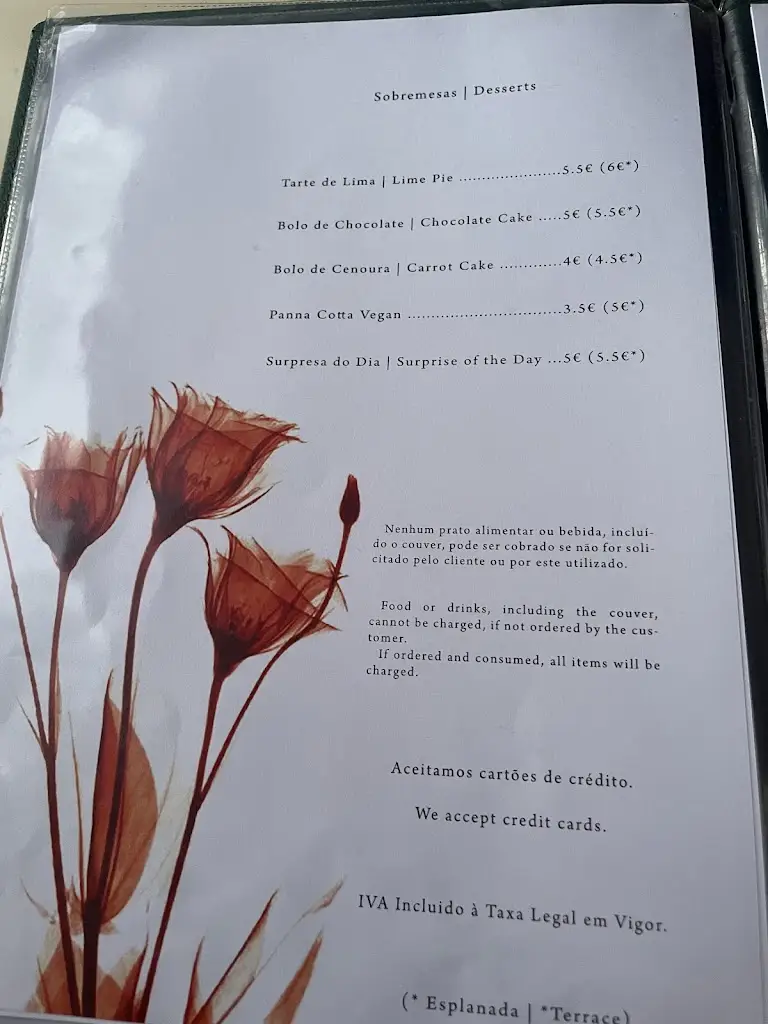 Sobremesas | Desserts
Tarte de Lima | Lime Pie ......................5.5€ (6€*)
Bolo de Chocolate | Chocolate Cake .....5€ (5.5€*)
Bolo de Cenoura | Carrot Cake .............4€ (4.5€*)
Panna Cotta Vegan .................................3.5€ (5€*)
Surpresa do Dia | Surprise of the Day ...5€ (5.5€*)
Nenhum prato alimentar ou bebida, incluí-
do o couver, pode ser cobrado se não for soli-
citado pelo cliente ou por este utilizado.
Food or drinks, including the couver,
cannot be charged, if not ordered by the cus-
tomer.
If ordered and consumed, all items will be
charged.
Aceitamos cartões de crédito.
We accept credit cards.
IVA Incluido à Taxa Legal em Vigor.
(* Esplanada | *Terrace)